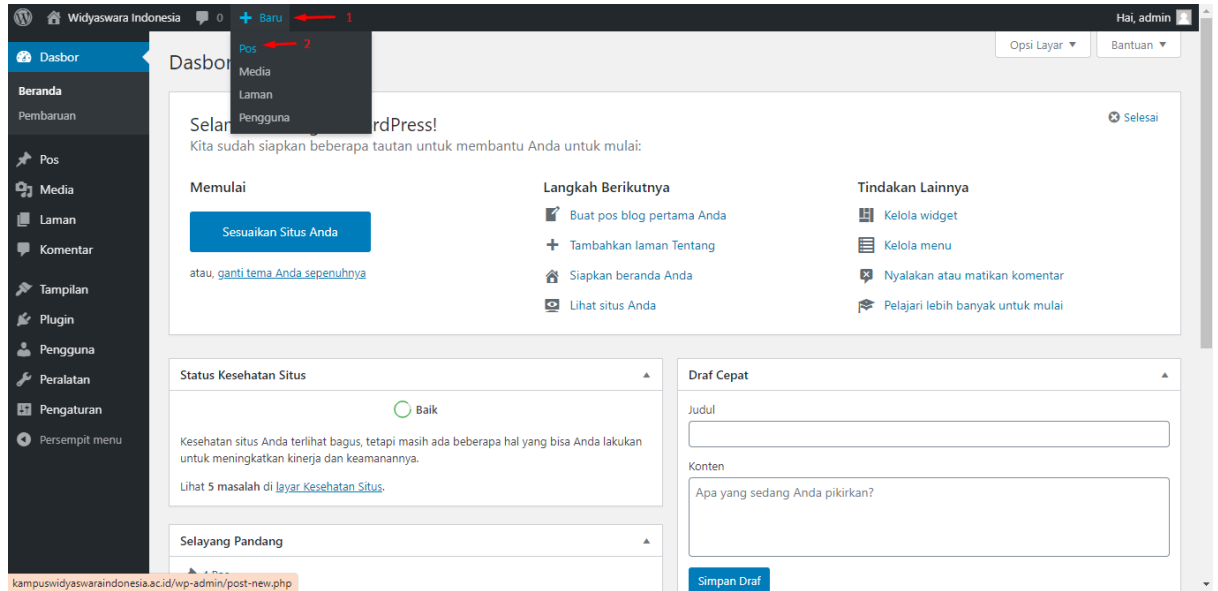 Widyaswara Indonesia 0 + Baru 1 Hai, admin
Pos 2
Media
Laman
Pengguna
Opsi Layar ▼ Bantuan ▼
Dasbor
Beranda
Pembaruan
Pos
Media
Laman
Komentar
Tampilan
Plugin
Pengguna
Peralatan
Pengaturan
Persempit menu
Dasbor
Selesai
Kita sudah siapkan beberapa tautan untuk membantu Anda untuk mulai:
Memulai
Sesuaikan Situs Anda
atau, ganti tema Anda sepenuhnya
Langkah Berikutnya
Buat pos blog pertama Anda
Tambahkan laman Tentang
Siapkan beranda Anda
Lihat situs Anda
Tindakan Lainnya
Kelola widget
Kelola menu
Nyalakan atau matikan komentar
Pelajari lebih banyak untuk mulai
Status Kesehatan Situs
Baik
Kesehatan situs Anda terlihat bagus, tetapi masih ada beberapa hal yang bisa Anda lakukan
untuk meningkatkan kinerja dan keamanannya.
Lihat 5 masalah di layar Kesehatan Situs.
Selayang Pandang
Draf Cepat
Judul
Konten
Apa yang sedang Anda pikirkan?
Simpan Draf
kampuswidyaswaraindonesia.ac.id/wp-admin/post-new.php